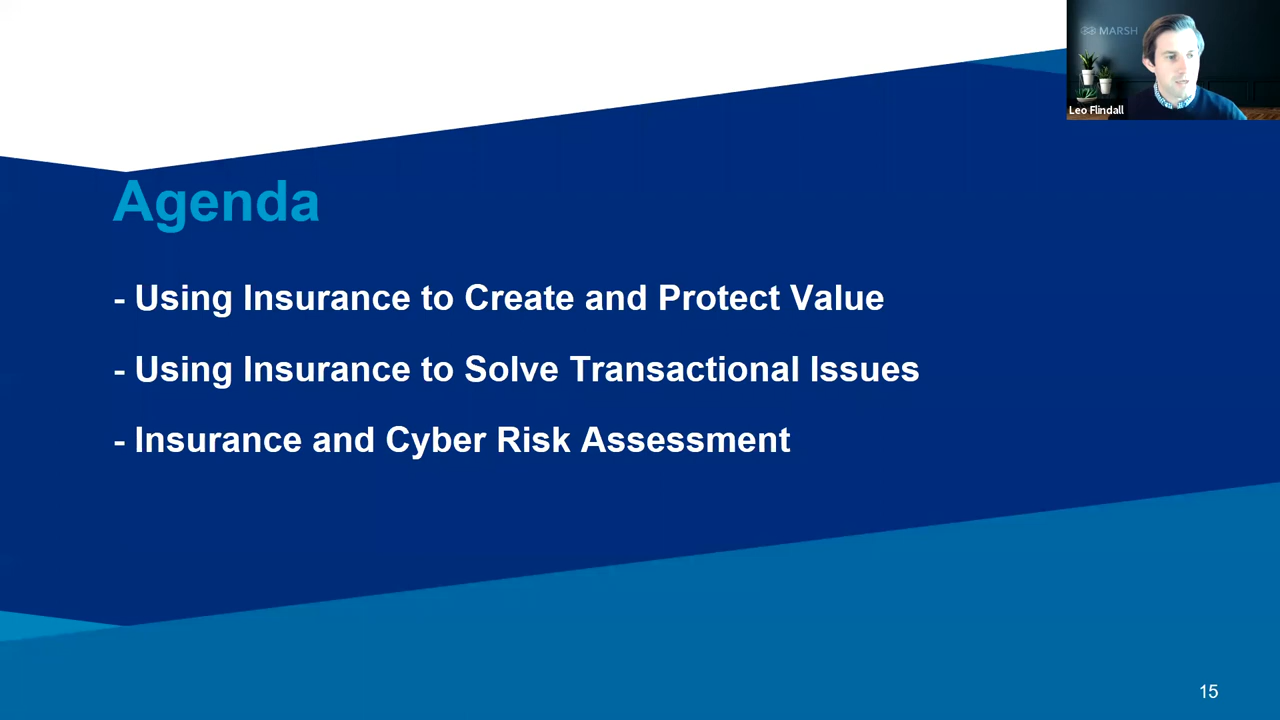 MARSH
Leo Flindall
Agenda
- Using Insurance to Create and Protect Value
- Using Insurance to Solve Transactional Issues
- Insurance and Cyber Risk Assessment
15